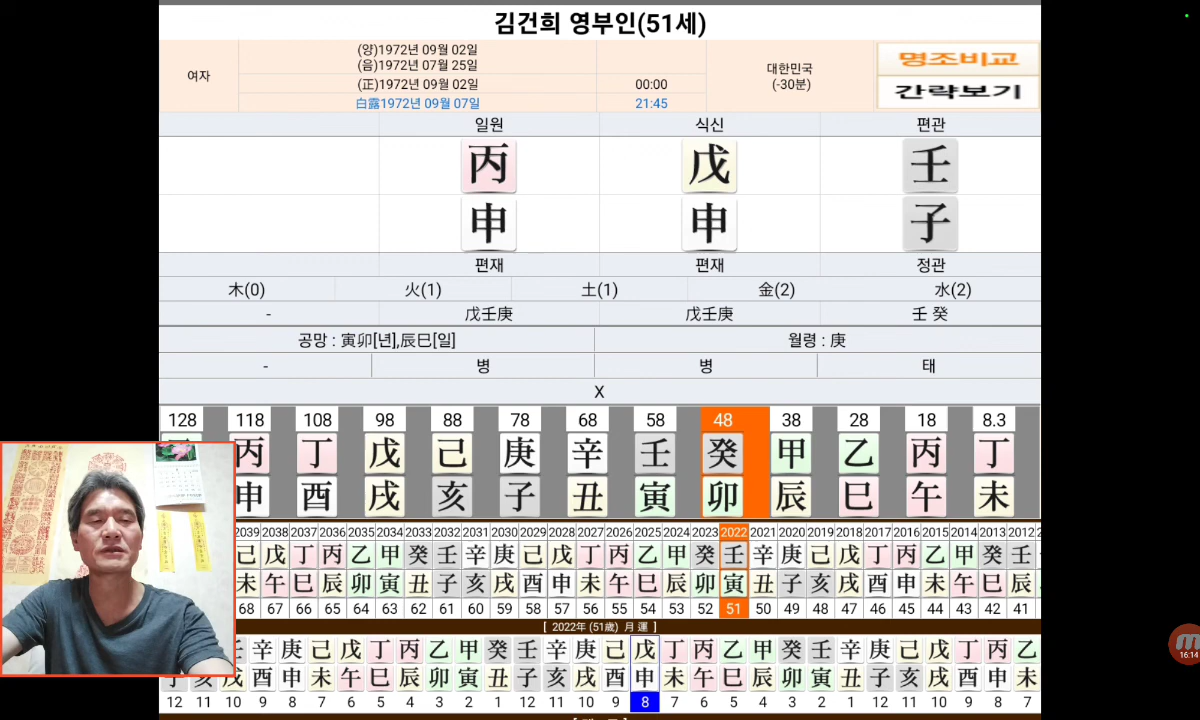 김건희 영부인(51세)
여자
(양)1972년 09월 02일
(음)1972년 07월 25일
(正)1972년 09월 02일 00:00
白露1972년 09월 07일 21:45
대한민국
(-30분)
명조비교
간략보기
일원 식신 편관
丙 戊 壬
申 申 子
편재 편재 정관
木(0) 火(1) 土(1) 金(2) 水(2)
- 戊壬庚 戊壬庚 壬 癸
공망 : 寅卯[년],辰巳[일] 월령 : 庚
- 병 병 태
X
128 118 108 98 88 78 68 58 48 38 28 18 8.3
丙 丁 戊 己 庚 辛 壬 癸 甲 乙 丙 丁
申 酉 戌 亥 子 丑 寅 卯 辰 巳 午 未
2039 2038 2037 2036 2035 2034 2033 2032 2031 2030 2029 2028 2027 2026 2025 2024 2023 2022 2021 2020 2019 2018 2017 2016 2015 2014 2013 2012
己 戊 丁 丙 乙 甲 癸 壬 辛 庚 己 戊 丁 丙 乙 甲 癸 壬 辛 庚 己 戊 丁 丙 乙 甲 癸 壬
未 午 巳 辰 卯 寅 丑 子 亥 戌 酉 申 未 午 巳 辰 卯 寅 丑 子 亥 戌 酉 申 未 午 巳 辰
68 67 66 65 64 63 62 61 60 59 58 57 56 55 54 53 52 51 50 49 48 47 46 45 44 43 42 41
[ 2022年 (51歲) 月 運 ]
壬 辛 庚 己 戊 丁 丙 乙 甲 癸 壬 辛 庚 己 戊 丁 丙 乙 甲 癸 壬 辛 庚 己 戊 丁 丙 乙
亥 戌 酉 申 未 午 巳 辰 卯 寅 丑 子 亥 戌 酉 申 未 午 巳 辰 卯 寅 丑 子 亥 戌 酉 申 未
12 11 10 9 8 7 6 5 4 3 2 1 12 11 10 9 8 7 6 5 4 3 2 1 12 11 10 9 8 7
16:14